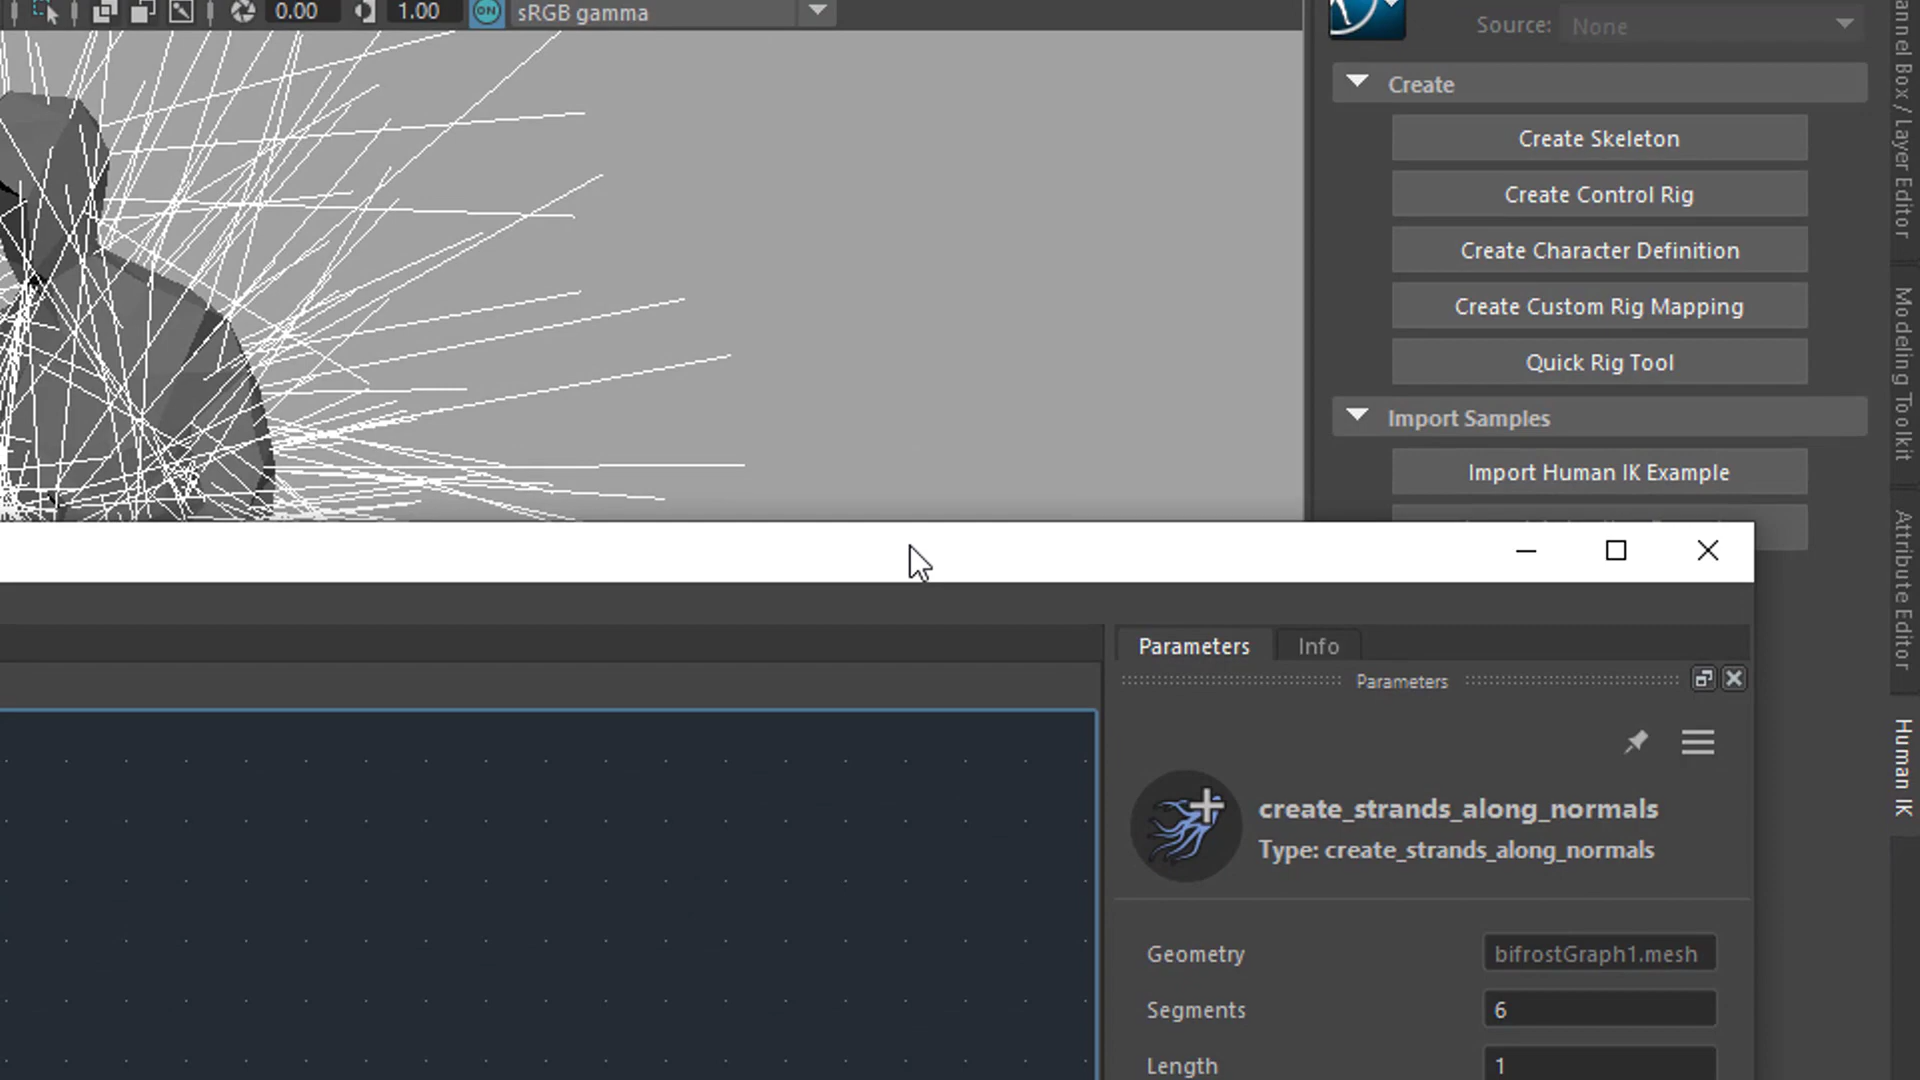 0.00
1.00
ON
sRGB gamma
Source:
None
Create
Create Skeleton
Create Control Rig
Create Character Definition
Create Custom Rig Mapping
Quick Rig Tool
Import Samples
Import Human IK Example
annel Box / Layer Editor
Modeling Toolkit
Attribute Editor
Human IK
Parameters
Info
Parameters
create_strands_along_normals
Type: create_strands_along_normals
Geometry
bifrostGraph1.mesh
Segments
6
Length
1